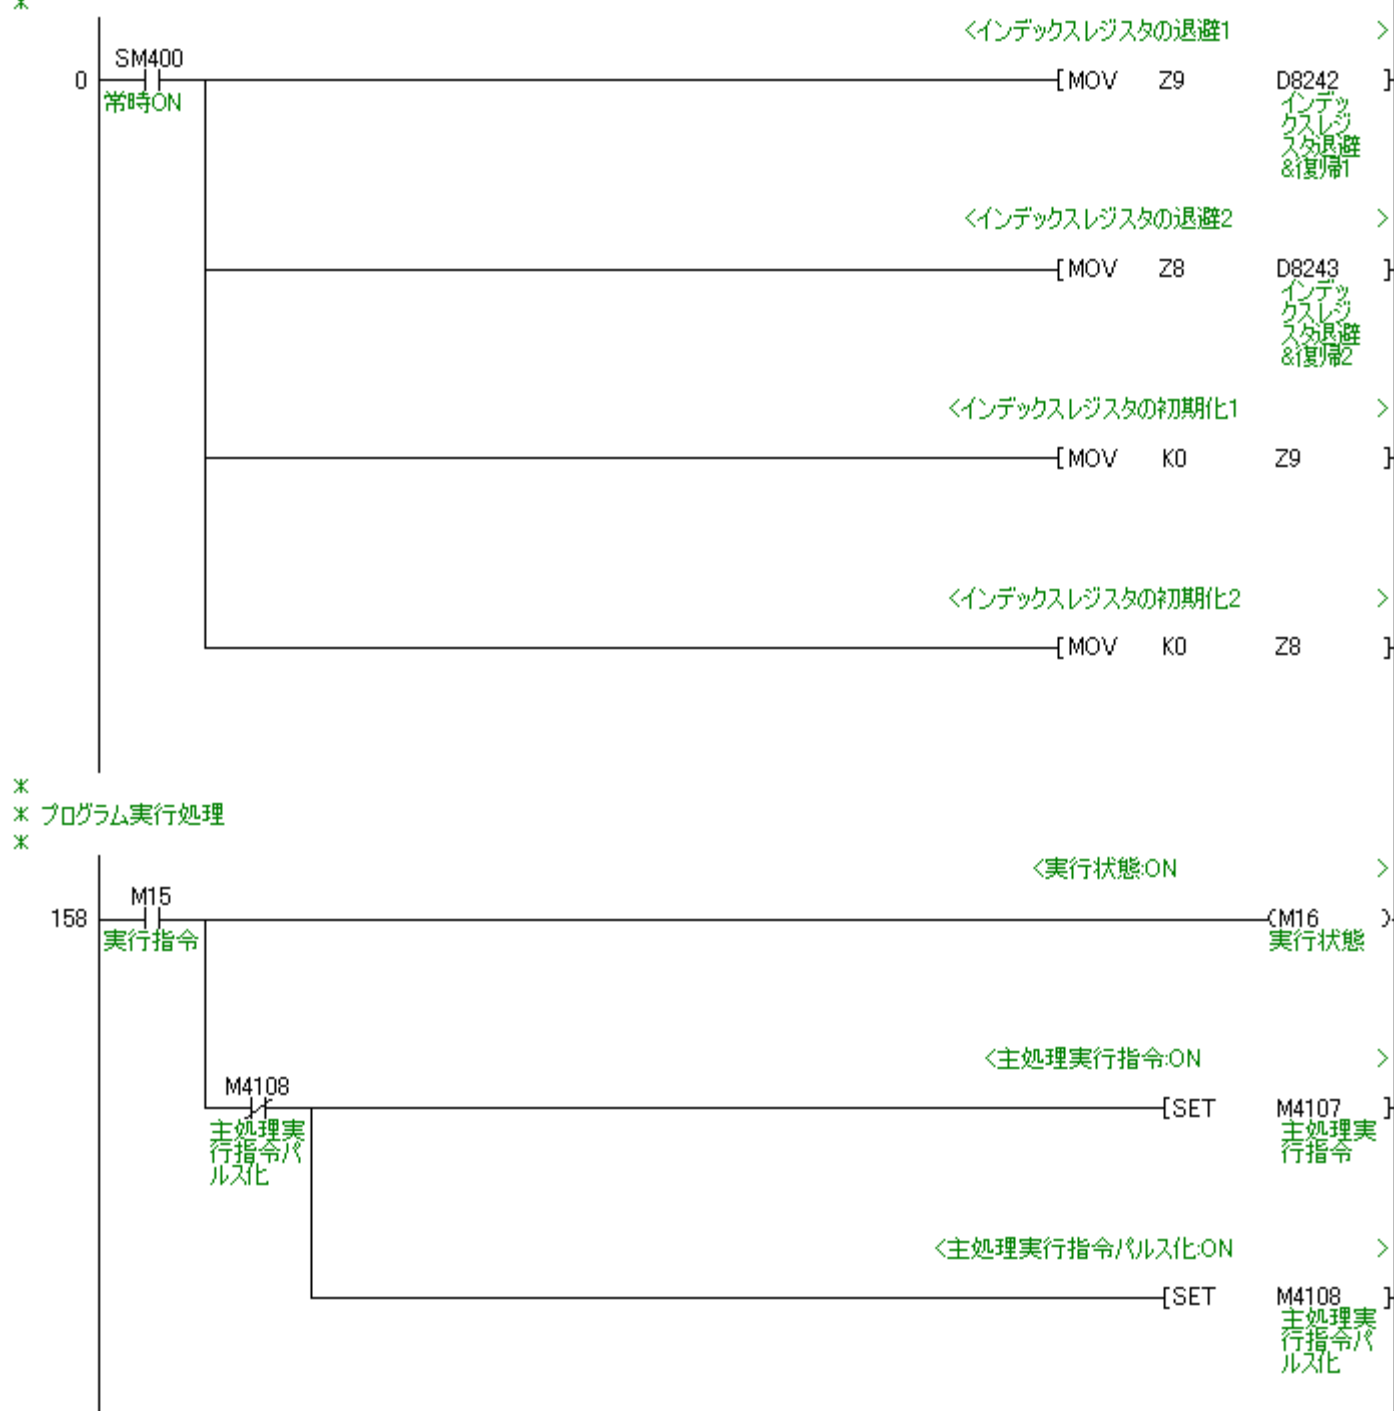 *
<インデックスレジスタの退避1 >
SM400
0 [MOV Z9 D8242 ]
常時ON
インデッ
クスレジ
スタ退避
&復帰1
<インデックスレジスタの退避2 >
[MOV Z8 D8243 ]
インデッ
クスレジ
スタ退避
&復帰2
<インデックスレジスタの初期化1 >
[MOV K0 Z9 ]
<インデックスレジスタの初期化2 >
[MOV K0 Z8 ]
*
* プログラム実行処理
*
<実行状態:ON >
M15
158 (M16 )
実行指令
実行状態
<主処理実行指令:ON >
M4108
[SET M4107 ]
主処理実
行指令パ
ルス化
主処理実
行指令
<主処理実行指令パルス化:ON >
[SET M4108 ]
主処理実
行指令パ
ルス化